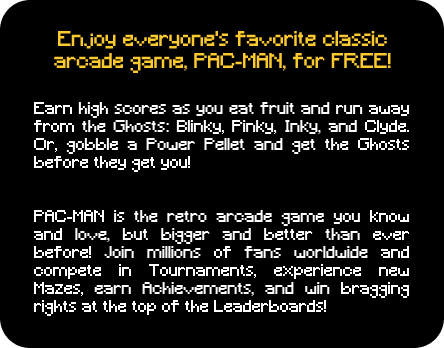 Enjoy everyone's favorite classic
arcade game, PAC-MAN, for FREE!
Earn high scores as you eat fruit and run away
from the Ghosts: Blinky, Pinky, Inky, and Clyde.
Or, gobble a Power Pellet and get the Ghosts
before they get you!
PAC-MAN is the retro arcade game you know
and love, but bigger and better than ever
before! Join millions of fans worldwide and
compete in Tournaments, experience new
Mazes, earn Achievements, and win bragging
rights at the top of the Leaderboards!